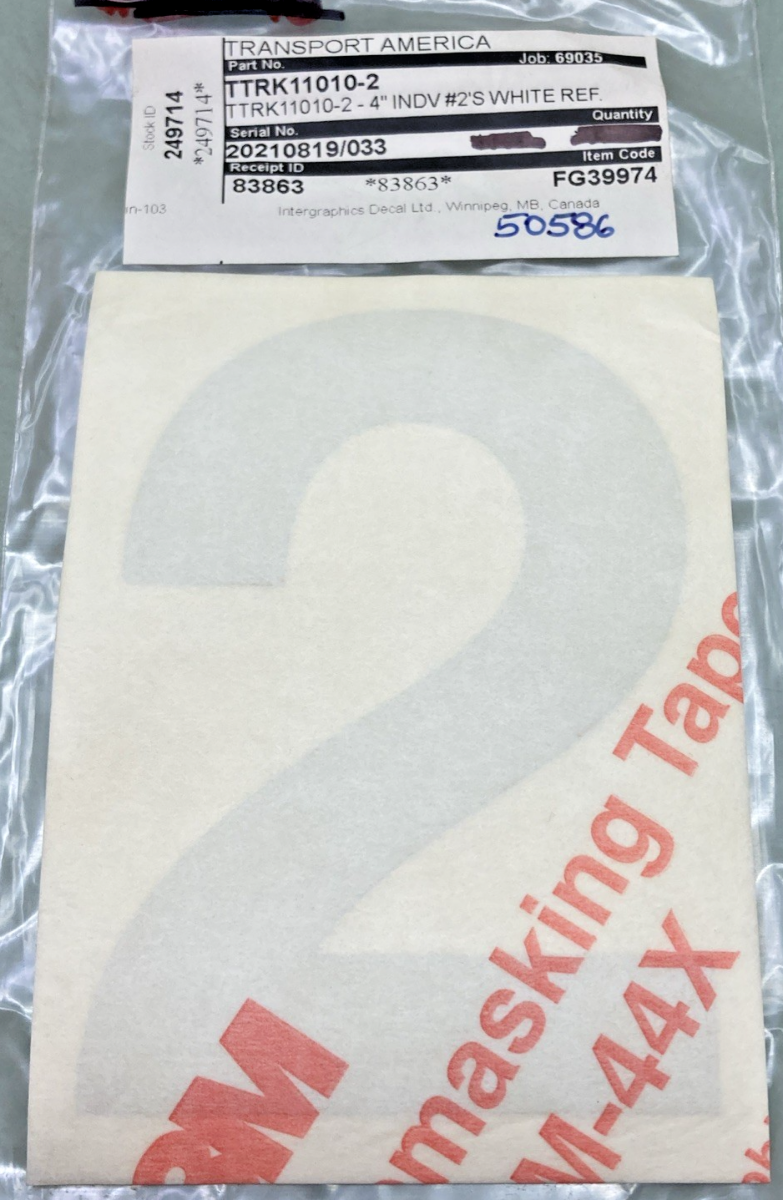 TRANSPORT AMERICA
Part No. Job: 69035
TTRK11010-2
TTRK11010-2 - 4" INDV #2'S WHITE REF.
Quantity
Serial No.
20210819/033
Item Code
Receipt ID
83863 *83863* FG39974
Stock ID
249714
*249714*
in-103
Intergraphics Decal Ltd., Winnipeg, MB, Canada
50586
2
3M
masking Tape
M-44X